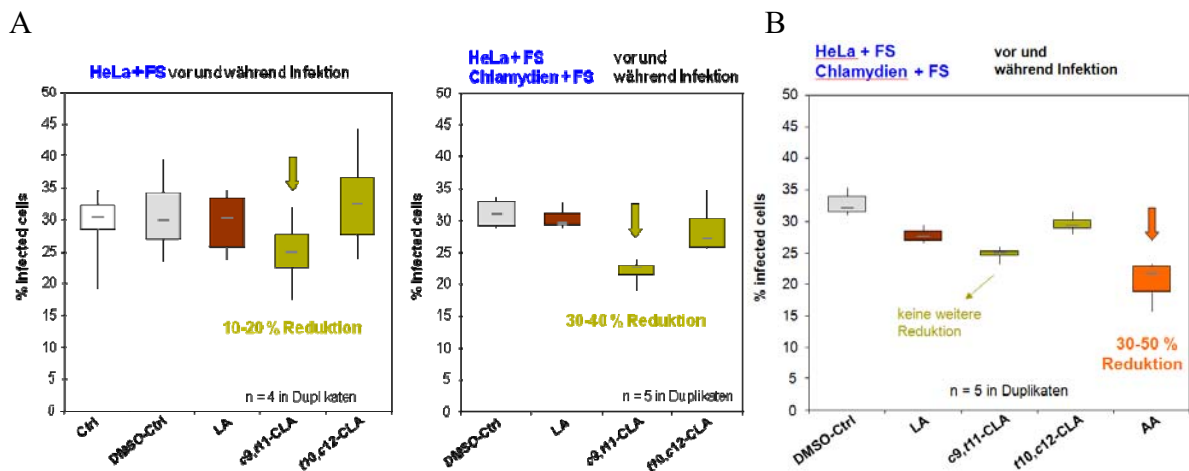 A
HeLa+FS vor und während Infektion
% infected cells
50
45
40
35
30
25
20
15
10
5
0
10-20 % Reduktion
n = 4 in Duplikaten
Ctrl
DMSO-Ctrl
LA
c9,t11-CLA
t10,c12-CLA
HeLa + FS
Chlamydien + FS
vor und
während Infektion
% infected cells
50
45
40
35
30
25
20
15
10
5
0
30-40 % Reduktion
n = 5 in Duplikaten
DMSO-Ctrl
LA
c9,t11-CLA
t10,c12-CLA
B
HeLa + FS
Chlamydien + FS
vor und
während Infektion
% infected cells
50
45
40
35
30
25
20
15
10
5
0
keine weitere
Reduktion
30-50 %
Reduktion
n = 5 in Duplikaten
DMSO-Ctrl
LA
c9,t11-CLA
t10,c12-CLA
AA